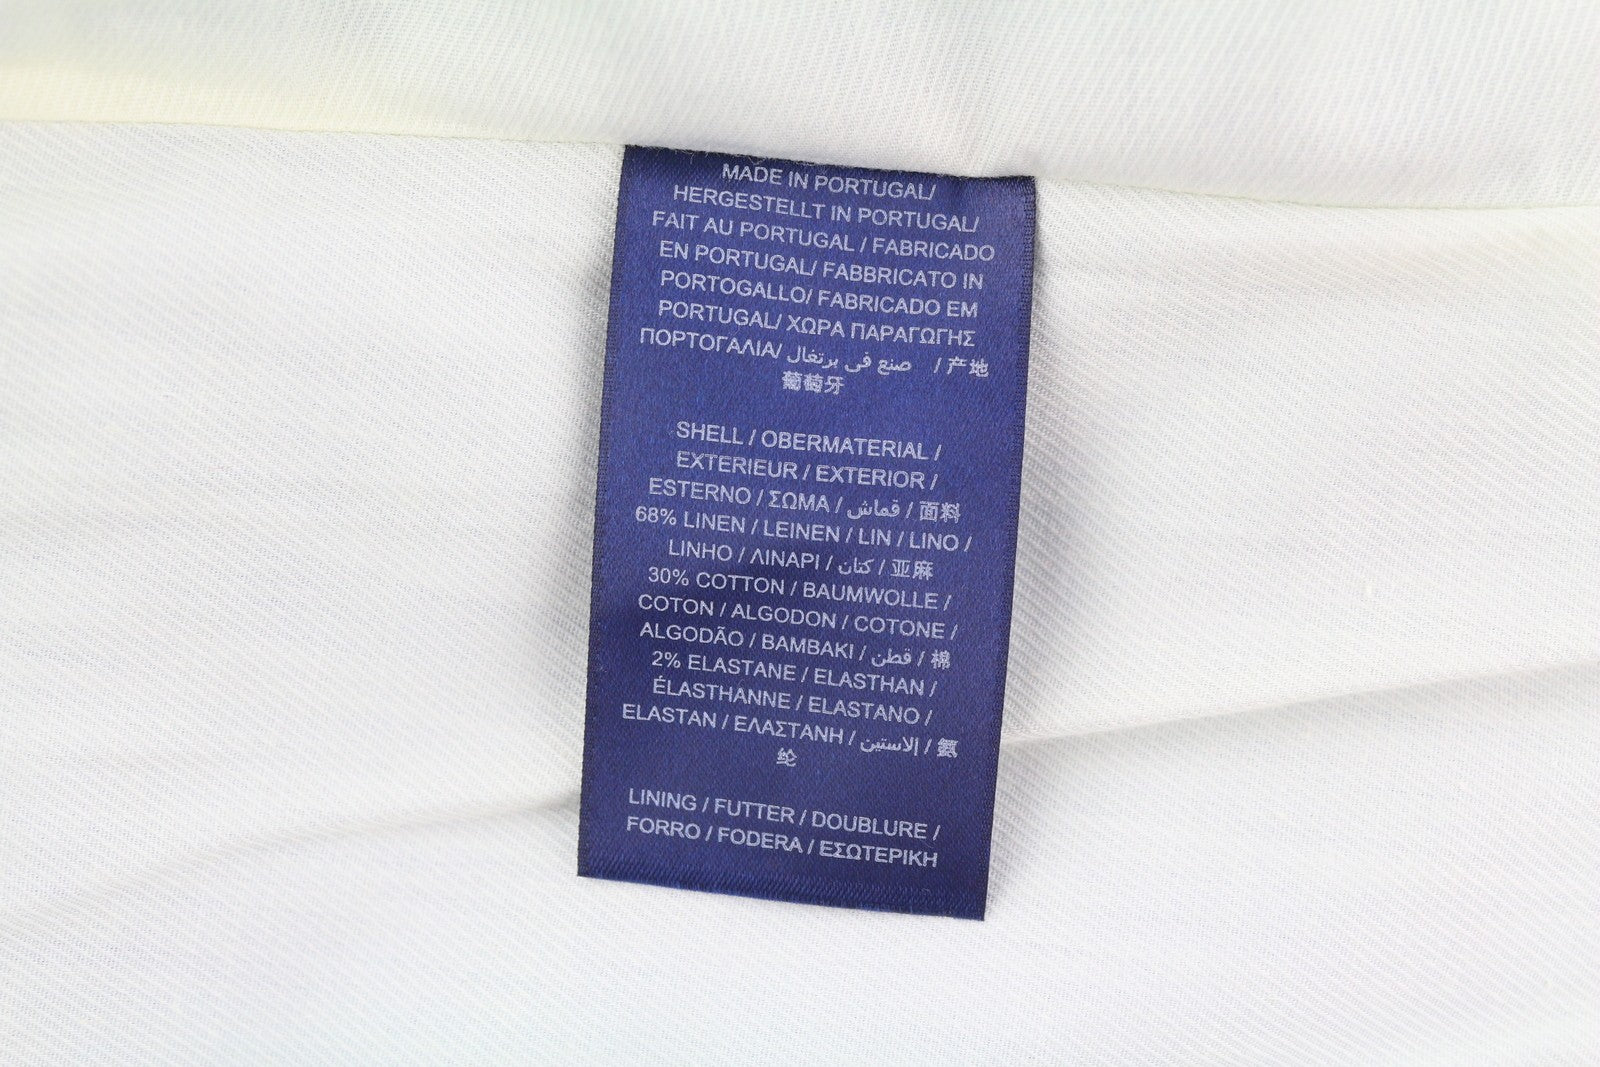 MADE IN PORTUGAL/
HERGESTELLT IN PORTUGAL/
FAIT AU PORTUGAL / FABRICADO
EN PORTUGAL/ FABBRICATO IN
PORTOGALLO/ FABRICADO EM
PORTUGAL/ ΧΩΡΑ ΠΑΡΑΓΩΓΗΣ
ΠΟΡΤΟΓΑΛΙΑ/ صنع في برتغال / 产地
葡萄牙
SHELL / OBERMATERIAL /
EXTERIEUR / EXTERIOR /
ESTERNO / ΣΩΜΑ / قماش / 面料
68% LINEN / LEINEN / LIN / LINO /
LINHO / ΛΙΝΑΡΙ / كتان / 亚麻
30% COTTON / BAUMWOLLE /
COTON / ALGODON / COTONE /
ALGODÃO / BAMBAKI / قطن / 棉
2% ELASTANE / ELASTHAN /
ÉLASTHANNE / ELASTANO /
ELASTAN / ΕΛΑΣΤΑΝΗ / إلاستين / 氨
纶
LINING / FUTTER / DOUBLURE /
FORRO / FODERA / ΕΣΩΤΕΡΙΚΗ